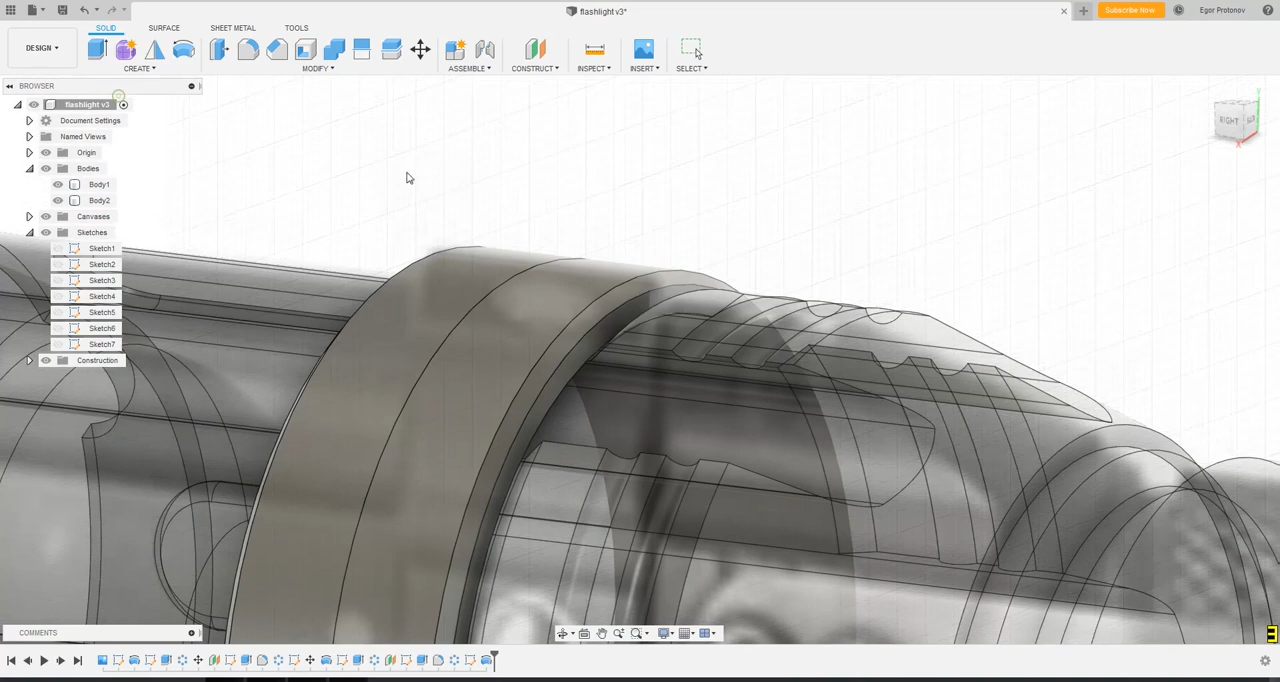 flashlight v3*
Subscribe Now
Egor Protonov
DESIGN
SOLID
SURFACE
SHEET METAL
TOOLS
CREATE
MODIFY
ASSEMBLE
CONSTRUCT
INSPECT
INSERT
SELECT
BROWSER
flashlight v3
Document Settings
Named Views
Origin
Bodies
Body1
Body2
Canvases
Sketches
Sketch1
Sketch2
Sketch3
Sketch4
Sketch5
Sketch6
Sketch7
Construction
RIGHT
X
COMMENTS